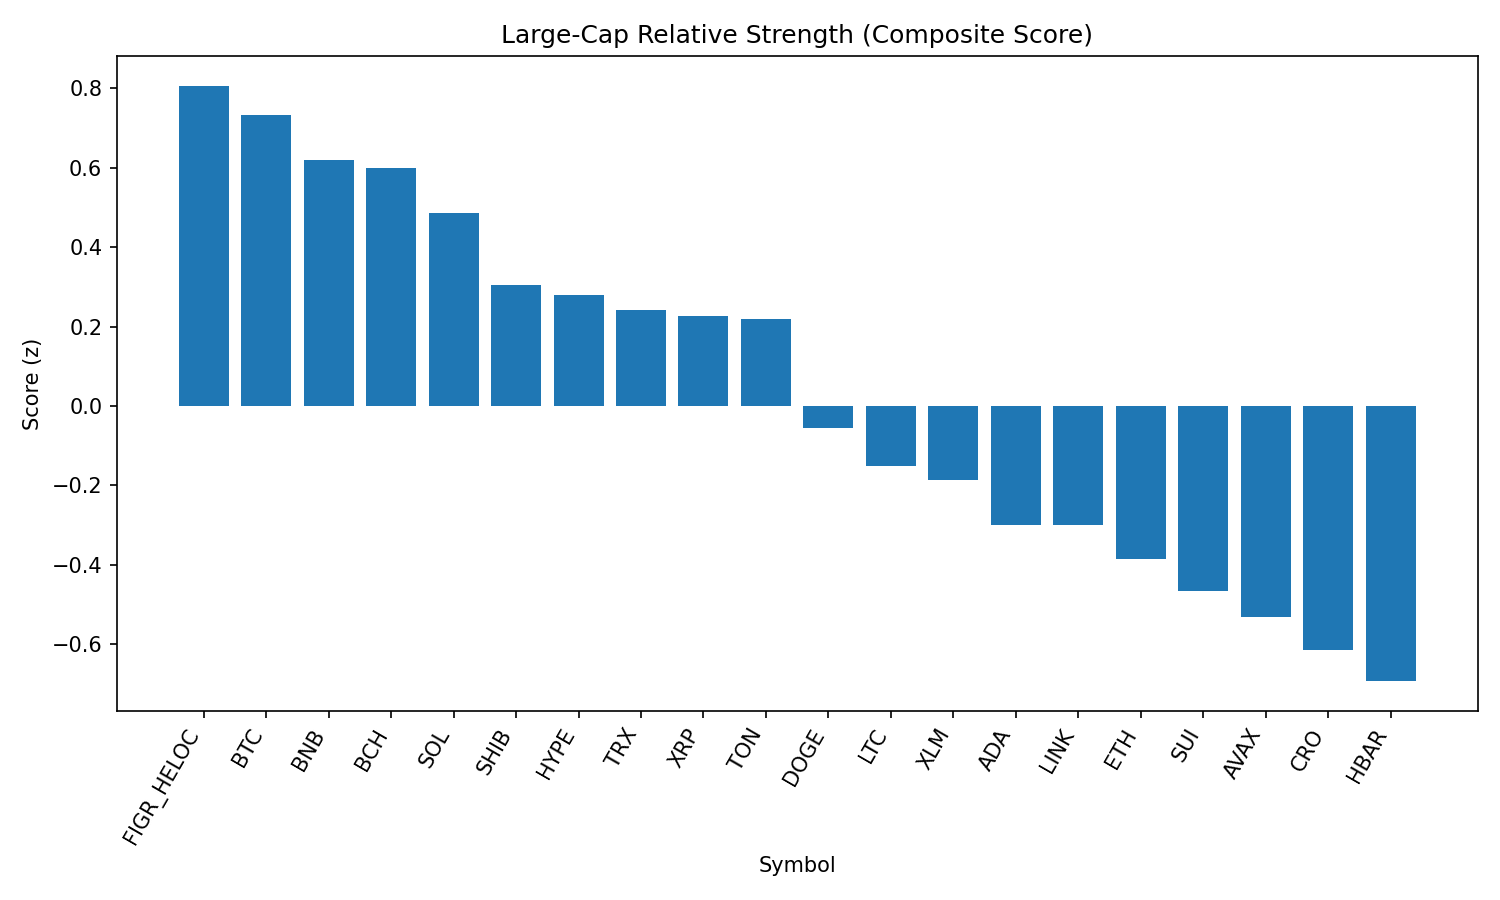 Large-Cap Relative Strength (Composite Score)
Score (z)
0.8
0.6
0.4
0.2
0.0
−0.2
−0.4
−0.6
FIGR_HELOC
BTC
BNB
BCH
SOL
SHIB
HYPE
TRX
XRP
TON
DOGE
LTC
XLM
ADA
LINK
ETH
SUI
AVAX
CRO
HBAR
Symbol